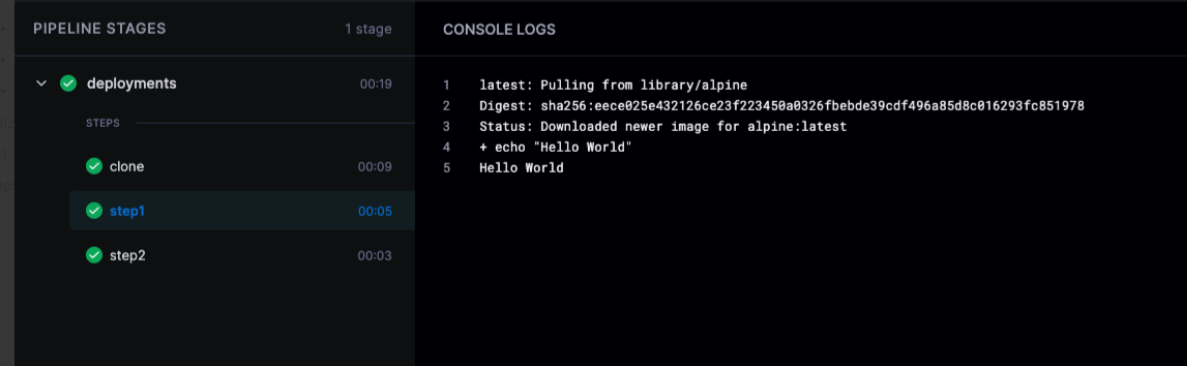 PIPELINE STAGES 1 stage
deployments 00:19
STEPS
clone 00:09
step1 00:05
step2 00:03
CONSOLE LOGS
1 latest: Pulling from library/alpine
2 Digest: sha256:eece025e432126ce23f223450a0326fbebde39cdf496a85d8c016293fc851978
3 Status: Downloaded newer image for alpine:latest
4 + echo "Hello World"
5 Hello World